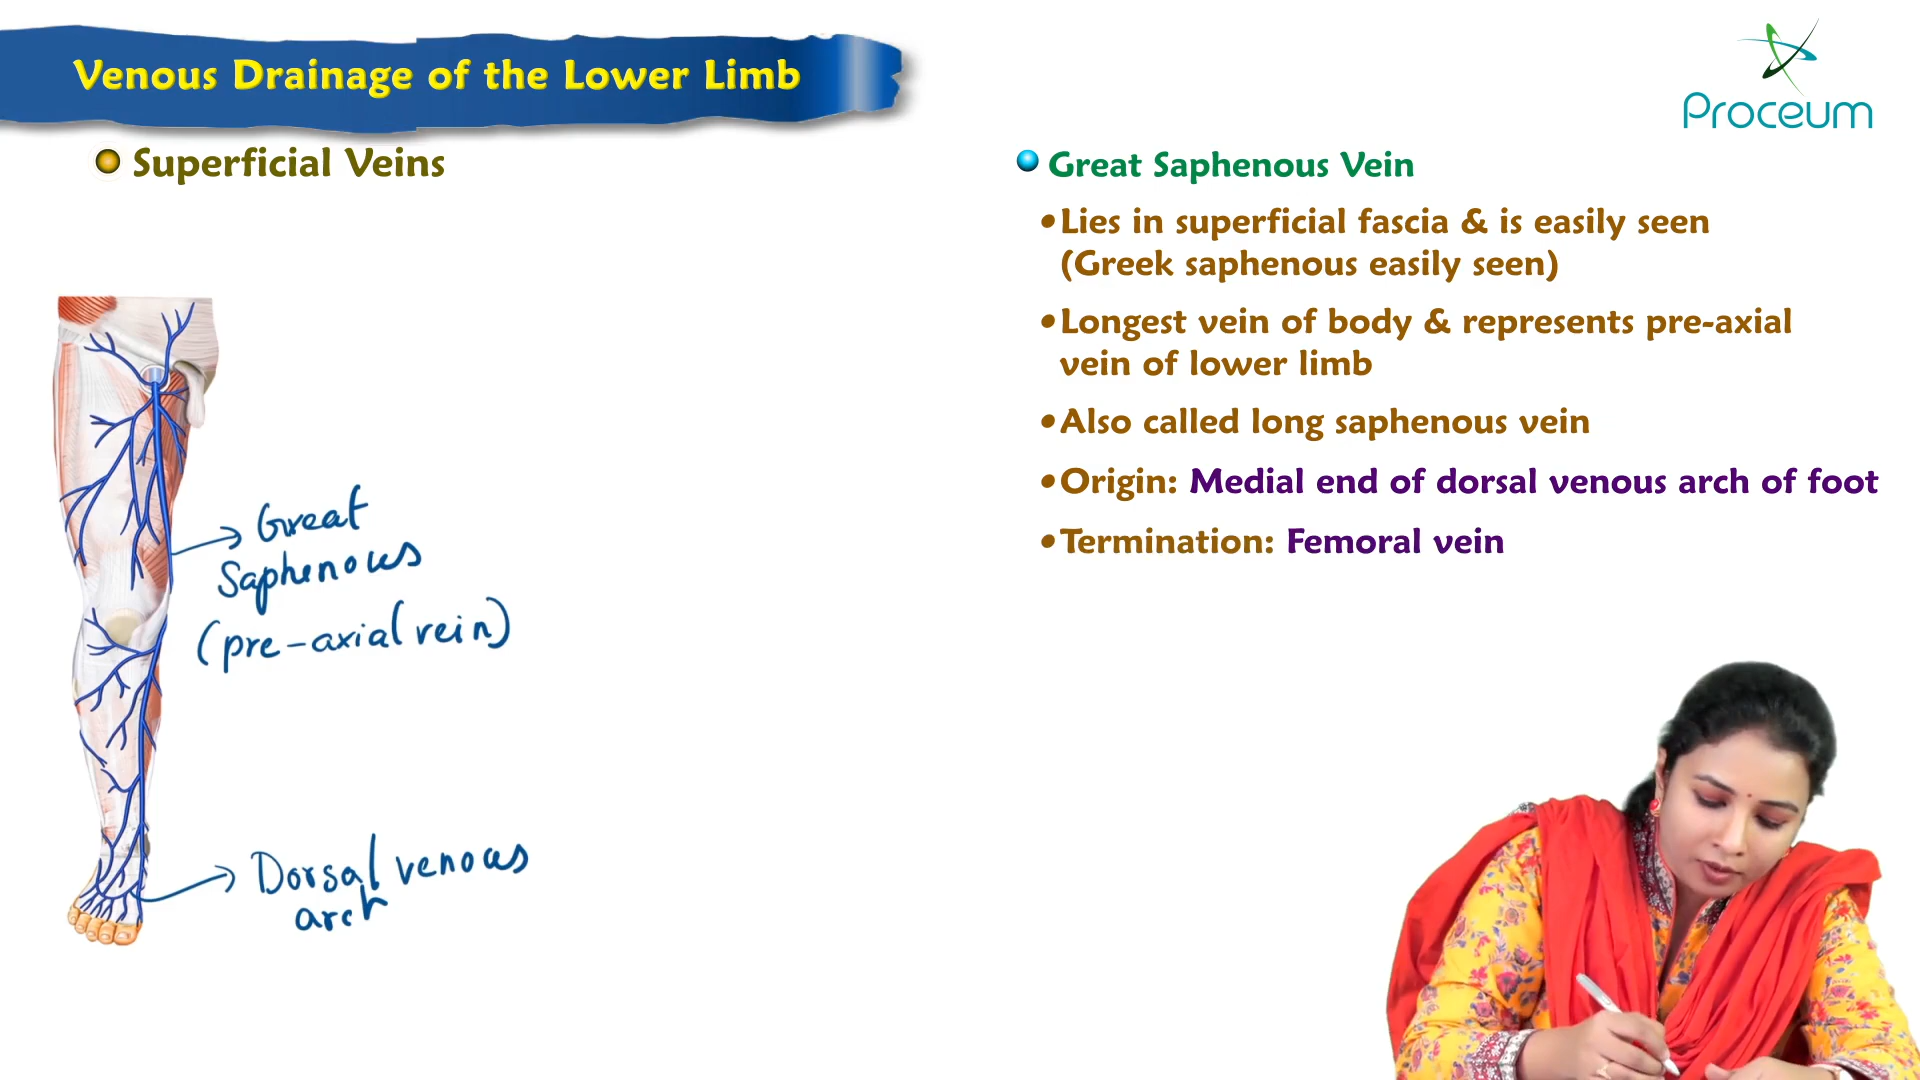 Venous Drainage of the Lower Limb
Proceum
Superficial Veins
Great
Saphenous
(pre-axial vein)
Dorsal venous
arch
Great Saphenous Vein
•Lies in superficial fascia & is easily seen
(Greek saphenous easily seen)
•Longest vein of body & represents pre-axial
vein of lower limb
•Also called long saphenous vein
•Origin: Medial end of dorsal venous arch of foot
•Termination: Femoral vein